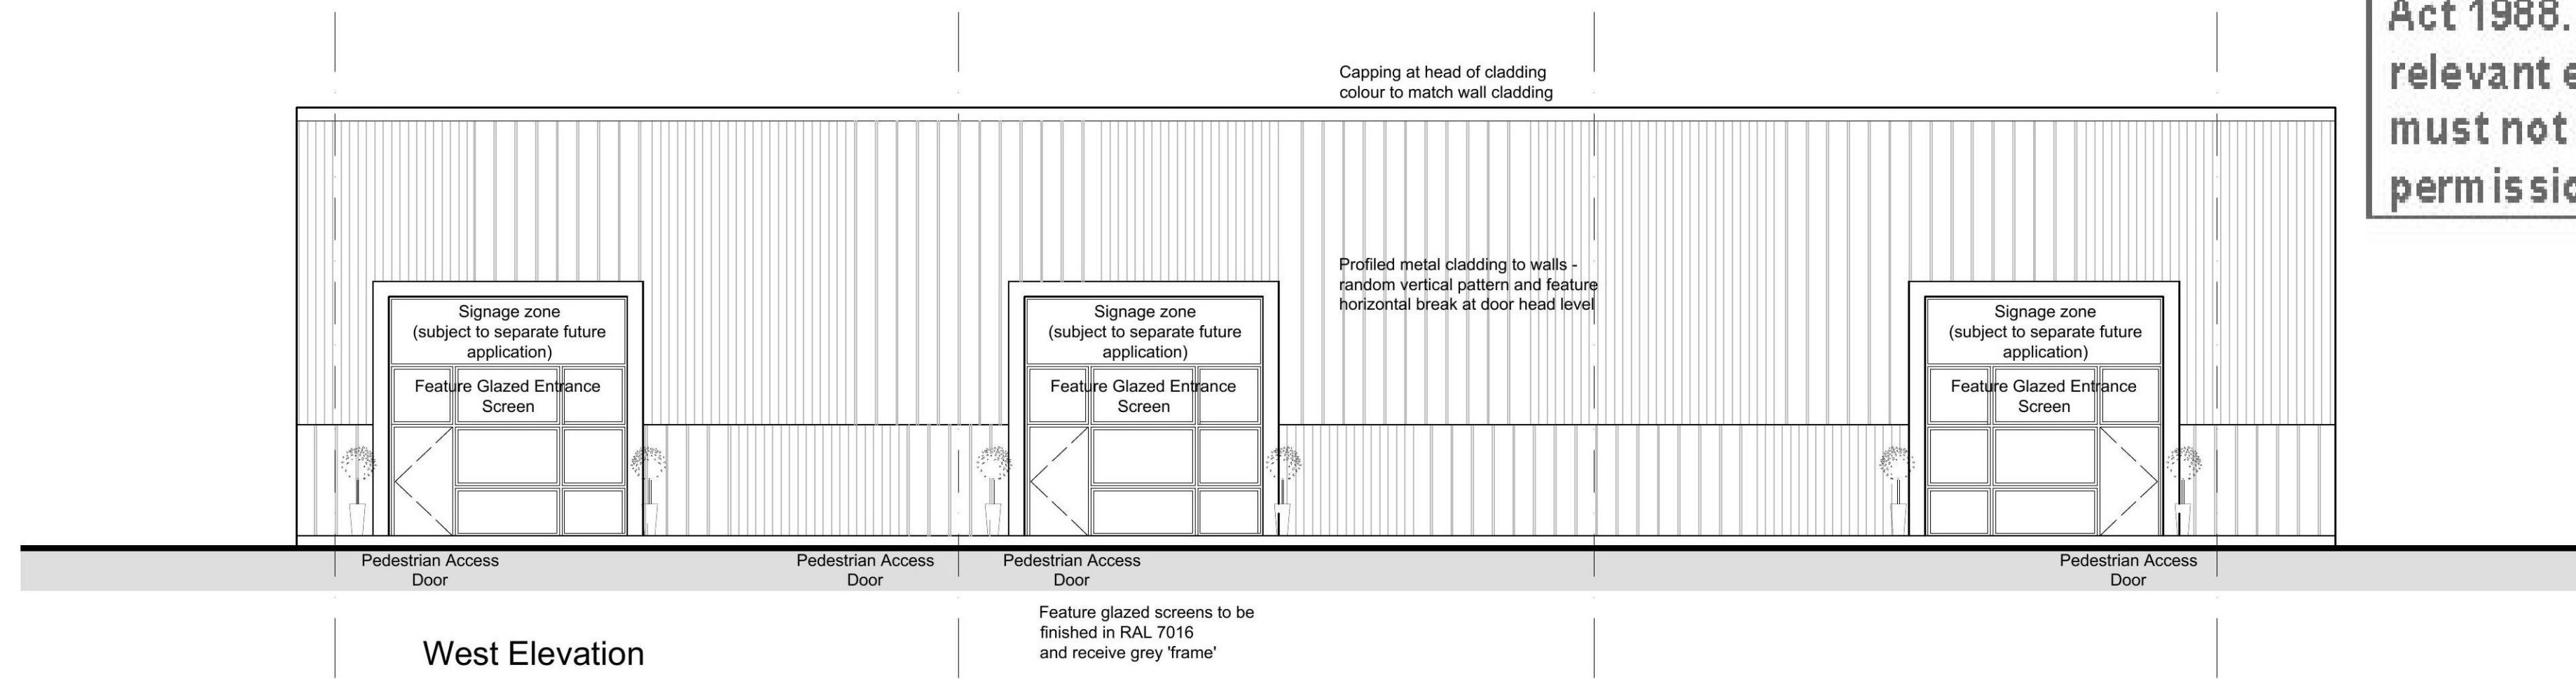 Act 1988.
relevant
must not
Capping at head of cladding
colour to match wall cladding
Profiled metal cladding to walls -
random vertical pattern and feature
horizontal break at door head level
Signage zone
(subject to separate future
application)
Feature Glazed Entrance
Screen
Signage zone
(subject to separate future
application)
Feature Glazed Entrance
Screen
Signage zone
(subject to separate future
application)
Feature Glazed Entrance
Screen
Pedestrian Access
Door
Pedestrian Access
Door
Pedestrian Access
Door
Pedestrian Access
Door
Feature glazed screens to be
finished in RAL 7016
and receive grey 'frame'
West Elevation